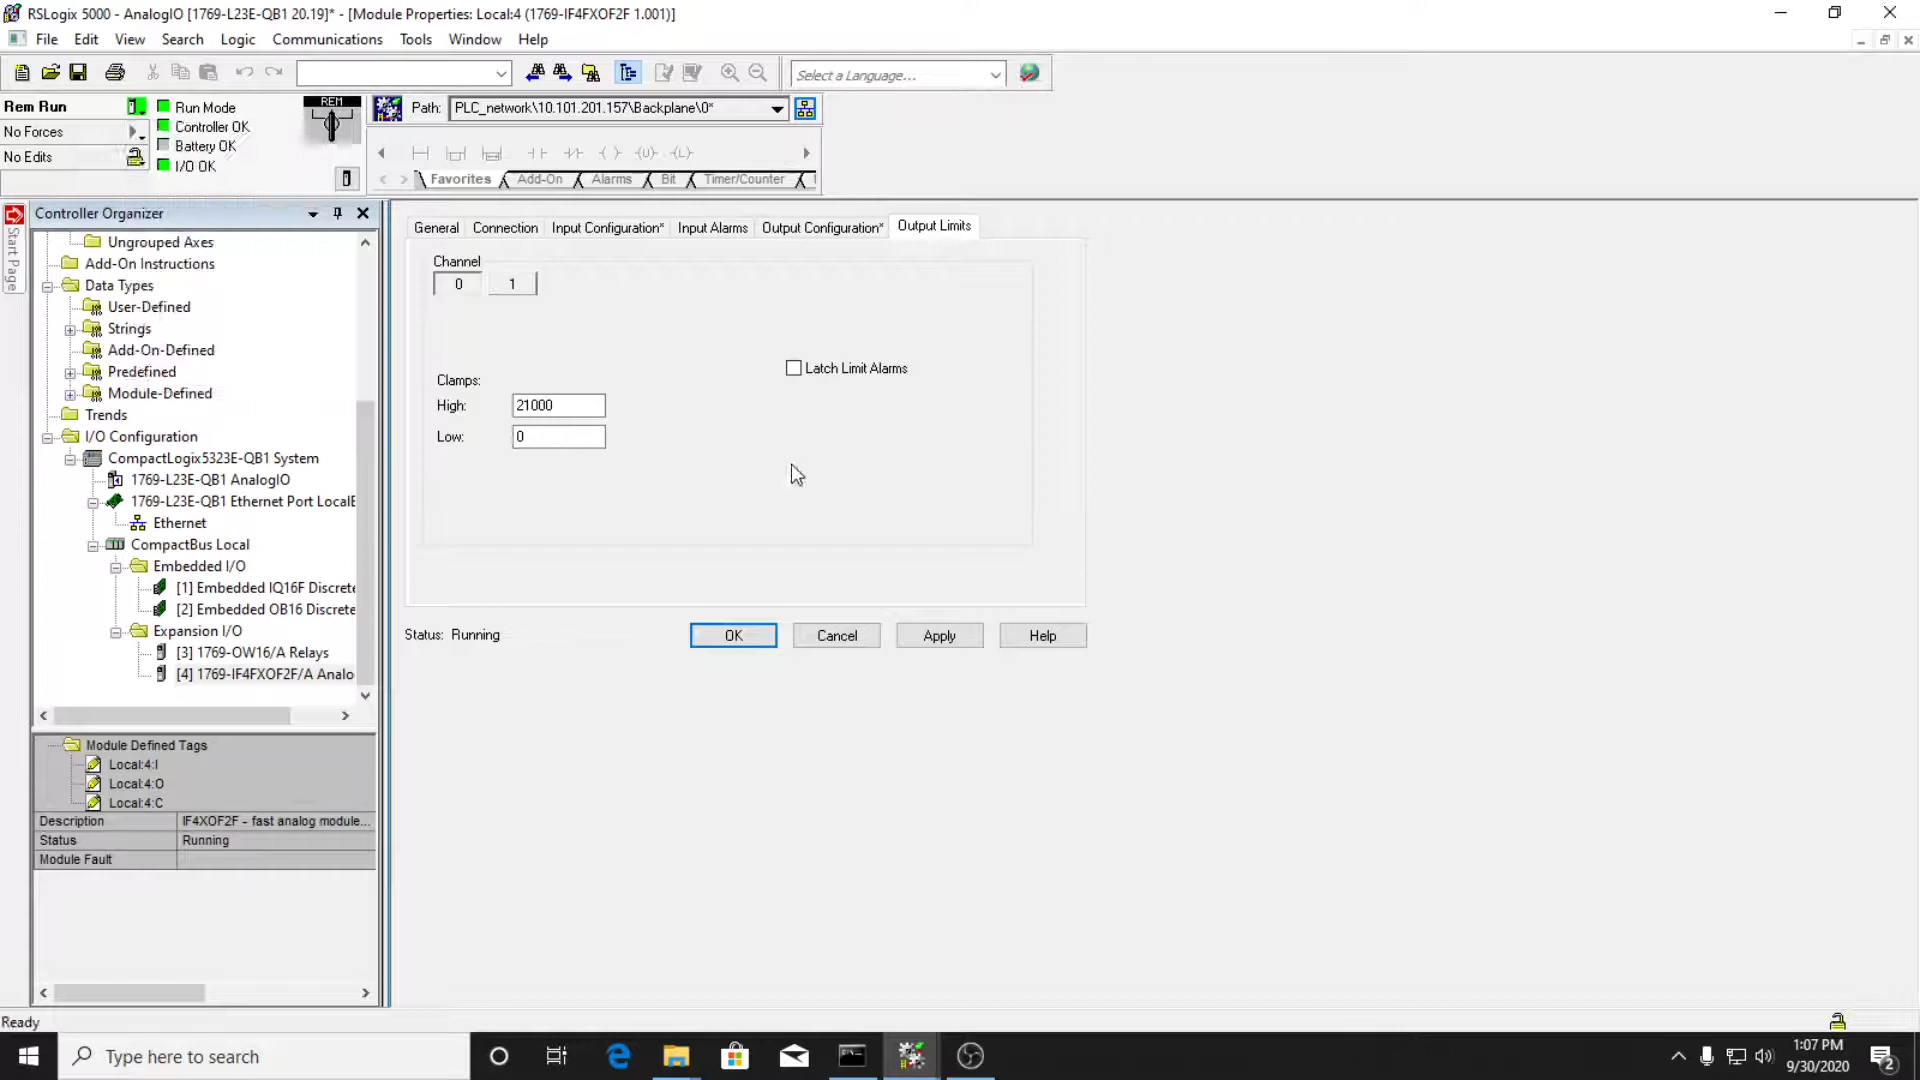 RSLogix 5000 - AnalogIO [1769-L23E-QB1 20.19]* - [Module Properties: Local:4 (1769-IF4FXOF2F 1.001)]
File Edit View Search Logic Communications Tools Window Help
Select a Language...
Rem Run
No Forces
No Edits
Run Mode
Controller OK
Battery OK
I/O OK
REM
Path: PLC_network\10.101.201.157\Backplane\0*
Favorites Add-On Alarms Bit Timer/Counter
Start Page
Controller Organizer
Ungrouped Axes
Add-On Instructions
Data Types
User-Defined
Strings
Add-On-Defined
Predefined
Module-Defined
Trends
I/O Configuration
CompactLogix5323E-QB1 System
1769-L23E-QB1 AnalogIO
1769-L23E-QB1 Ethernet Port LocalE
Ethernet
CompactBus Local
Embedded I/O
[1] Embedded IQ16F Discrete
[2] Embedded OB16 Discrete
Expansion I/O
[3] 1769-OW16/A Relays
[4] 1769-IF4FXOF2F/A Analo
Module Defined Tags
Local:4:I
Local:4:O
Local:4:C
Description IF4XOF2F - fast analog module...
Status Running
Module Fault
General Connection Input Configuration* Input Alarms Output Configuration* Output Limits
Channel
0 1
Latch Limit Alarms
Clamps:
High: 21000
Low: 0
Status: Running
OK Cancel Apply Help
Ready
Type here to search
1:07 PM
9/30/2020
2